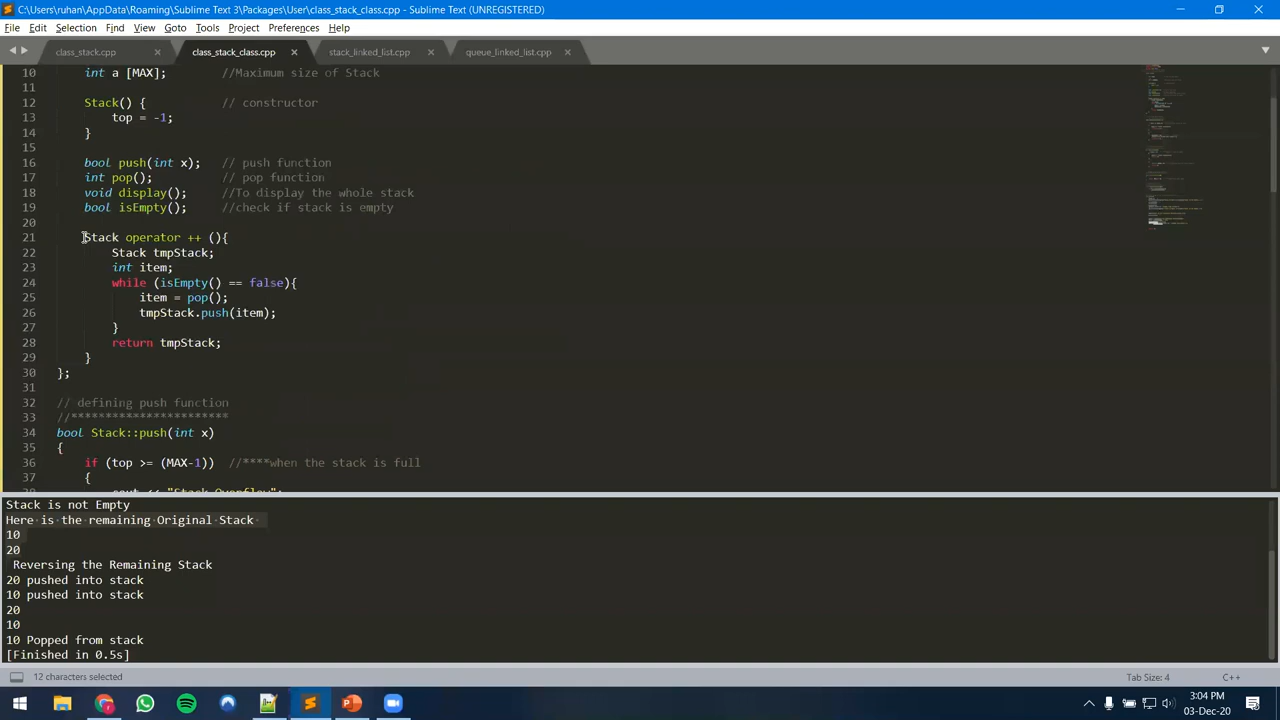 C:\Users\ruhan\AppData\Roaming\Sublime Text 3\Packages\User\class_stack_class.cpp - Sublime Text (UNREGISTERED)
File Edit Selection Find View Goto Tools Project Preferences Help
class_stack.cpp × class_stack_class.cpp × stack_linked_list.cpp × queue_linked_list.cpp ×
10 int a [MAX]; //Maximum size of Stack
11
12 Stack() { // constructor
13 top = -1;
14 }
15
16 bool push(int x); // push function
17 int pop(); // pop function
18 void display(); //To display the whole stack
19 bool isEmpty(); //check if stack is empty
20
21 Stack operator ++ (){
22 Stack tmpStack;
23 int item;
24 while (isEmpty() == false){
25 item = pop();
26 tmpStack.push(item);
27 }
28 return tmpStack;
29 }
30 };
31
32 // defining push function
33 //***********************
34 bool Stack::push(int x)
35 {
36 if (top >= (MAX-1)) //****when the stack is full
37 {
38 cout << "Stack Overflow";
Stack is not Empty
Here is the remaining Original Stack
10
20
Reversing the Remaining Stack
20 pushed into stack
10 pushed into stack
20
10
10 Popped from stack
[Finished in 0.5s]
12 characters selected Tab Size: 4 C++
3:04 PM
03-Dec-20